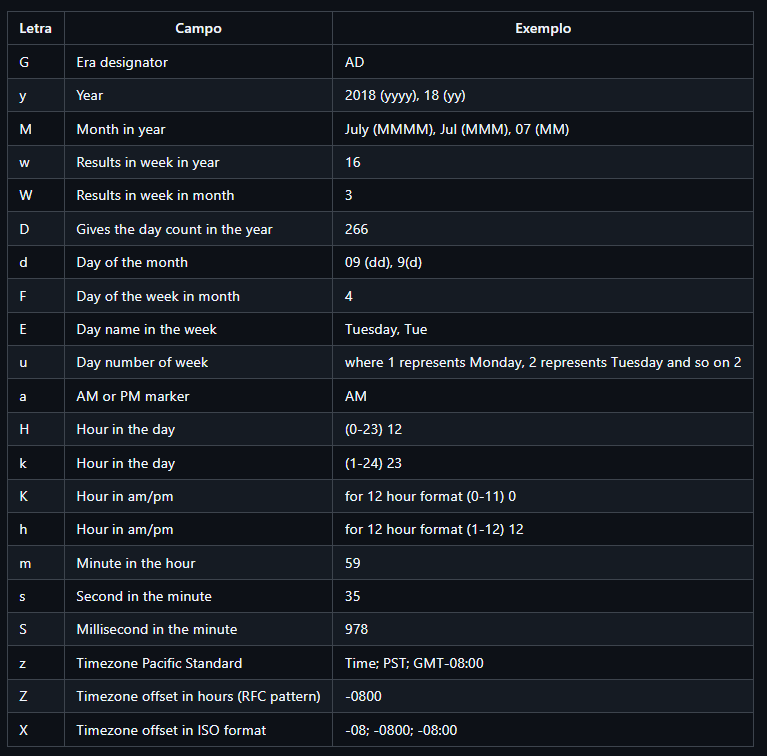 Letra Campo Exemplo
G Era designator AD
y Year 2018 (yyyy), 18 (yy)
M Month in year July (MMMM), Jul (MMM), 07 (MM)
w Results in week in year 16
W Results in week in month 3
D Gives the day count in the year 266
d Day of the month 09 (dd), 9(d)
F Day of the week in month 4
E Day name in the week Tuesday, Tue
u Day number of week where 1 represents Monday, 2 represents Tuesday and so on 2
a AM or PM marker AM
H Hour in the day (0-23) 12
k Hour in the day (1-24) 23
K Hour in am/pm for 12 hour format (0-11) 0
h Hour in am/pm for 12 hour format (1-12) 12
m Minute in the hour 59
s Second in the minute 35
S Millisecond in the minute 978
z Timezone Pacific Standard Time; PST; GMT-08:00
Z Timezone offset in hours (RFC pattern) -0800
X Timezone offset in ISO format -08; -0800; -08:00